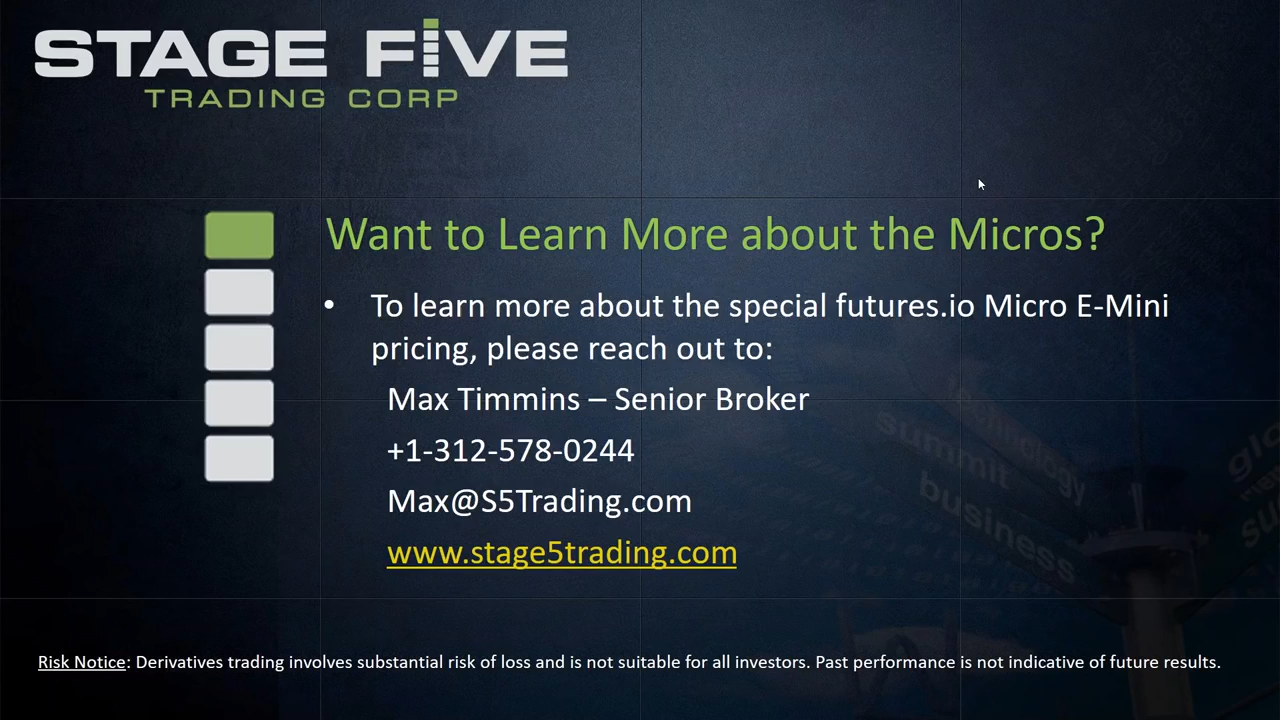 STAGE FIVE
TRADING CORP
Want to Learn More about the Micros?
• To learn more about the special futures.io Micro E-Mini
pricing, please reach out to:
Max Timmins – Senior Broker
+1-312-578-0244
Max@S5Trading.com
www.stage5trading.com
technology
summit
business
Risk Notice: Derivatives trading involves substantial risk of loss and is not suitable for all investors. Past performance is not indicative of future results.